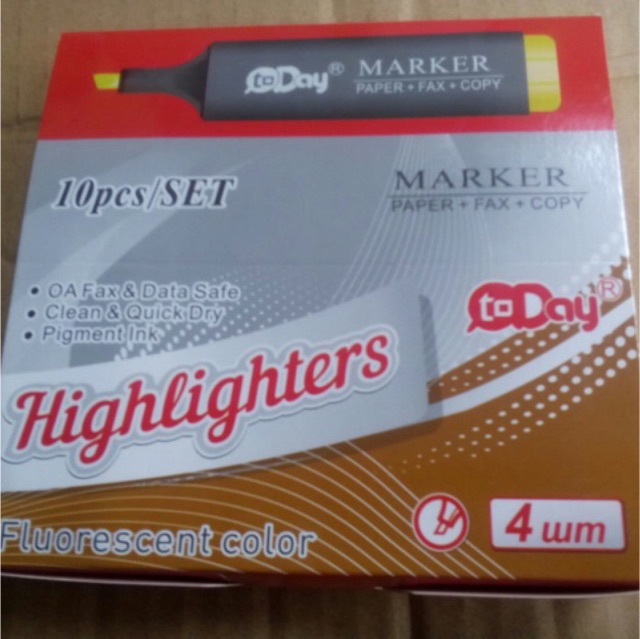 toDay® MARKER
PAPER + FAX + COPY
10pcs/SET
MARKER
PAPER + FAX + COPY
• OA Fax & Data Safe
• Clean & Quick Dry
• Pigment Ink
toDay®
Highlighters
Fluorescent color
4 шт